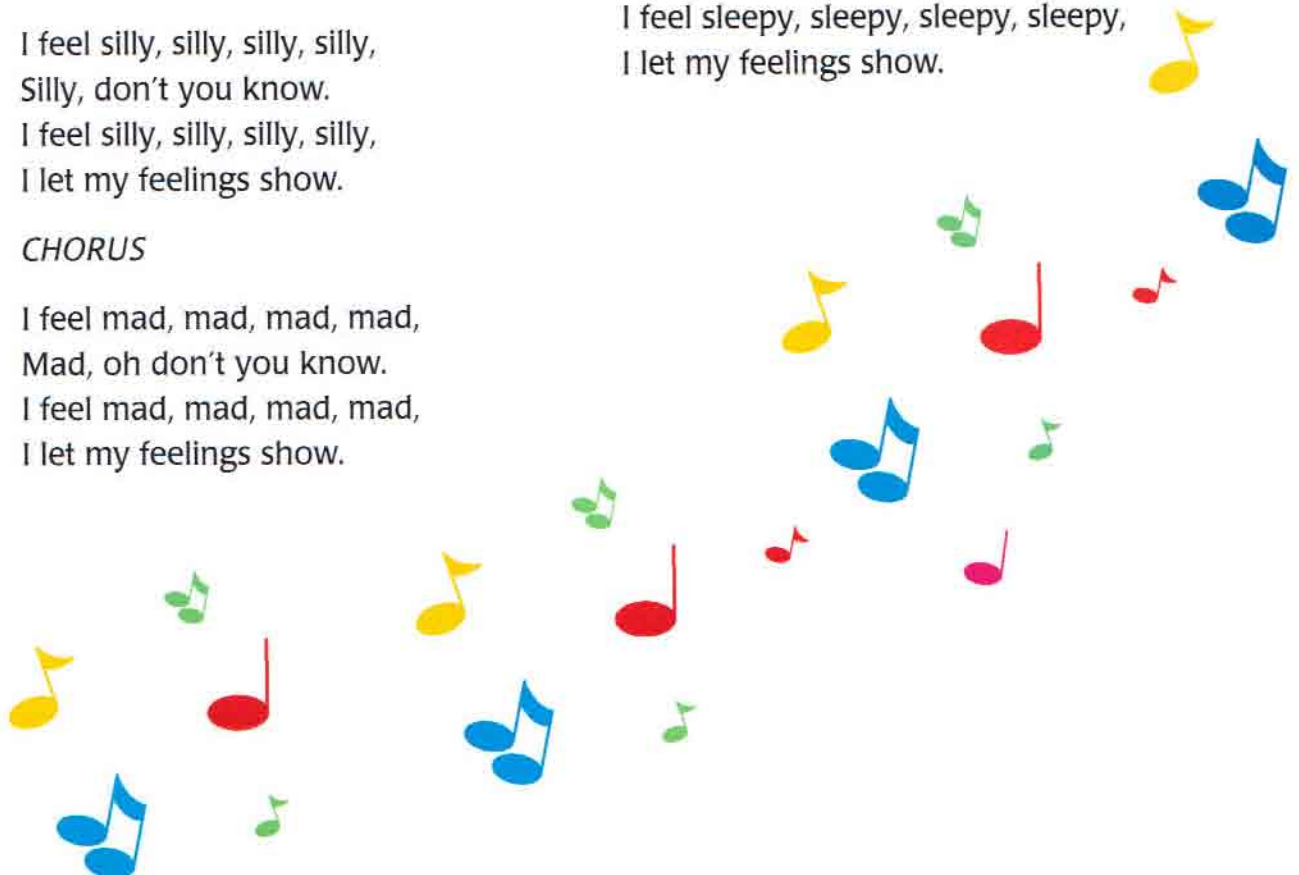 I feel silly, silly, silly, silly,
Silly, don't you know.
I feel silly, silly, silly, silly,
I let my feelings show.
CHORUS
I feel mad, mad, mad, mad,
Mad, oh don't you know.
I feel mad, mad, mad, mad,
I let my feelings show.
I feel sleepy, sleepy, sleepy, sleepy,
I let my feelings show.